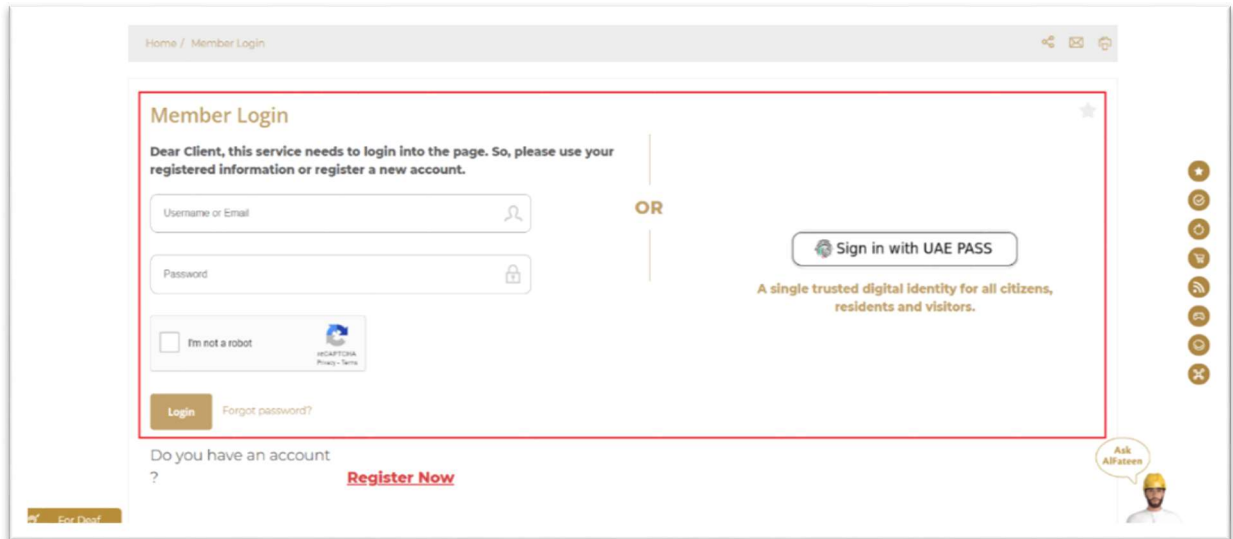 Home / Member Login
Member Login
Dear Client, this service needs to login into the page. So, please use your
registered information or register a new account.
Username or Email
Password
I'm not a robot
reCAPTCHA
Privacy - Terms
Login
Forgot password?
OR
Sign in with UAE PASS
A single trusted digital identity for all citizens,
residents and visitors.
Do you have an account
?
Register Now
Ask
AlFateen
For Deaf